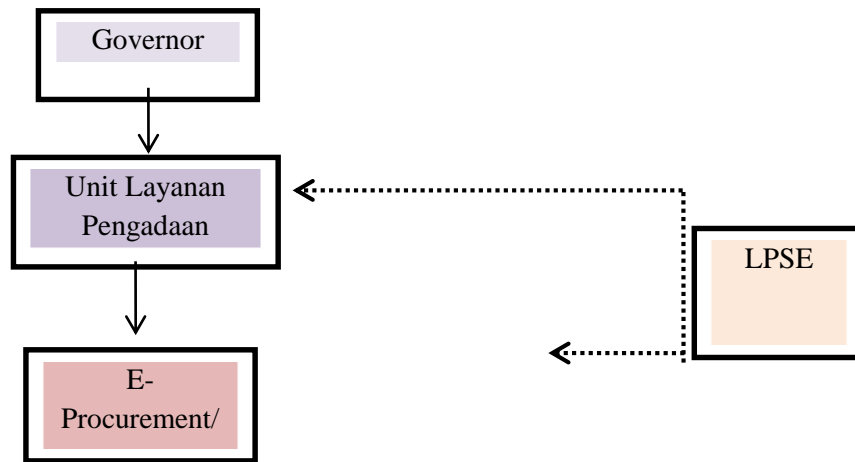 Governor
Unit Layanan
Pengadaan
LPSE
E-
Procurement/